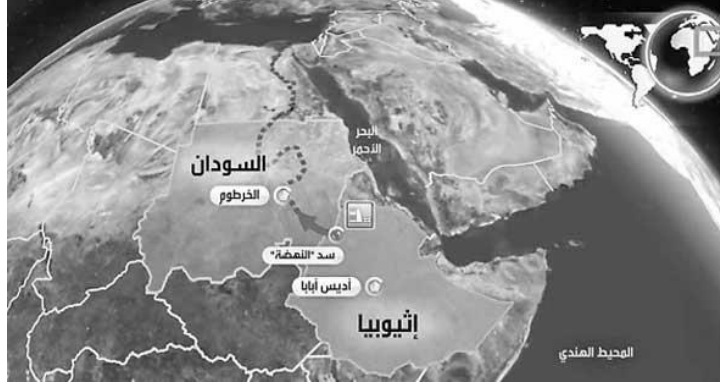 البحر
الأحمر
السودان
الخرطوم
سد "النهضة"
أديس أبابا
إثيوبيا
المحيط الهندي